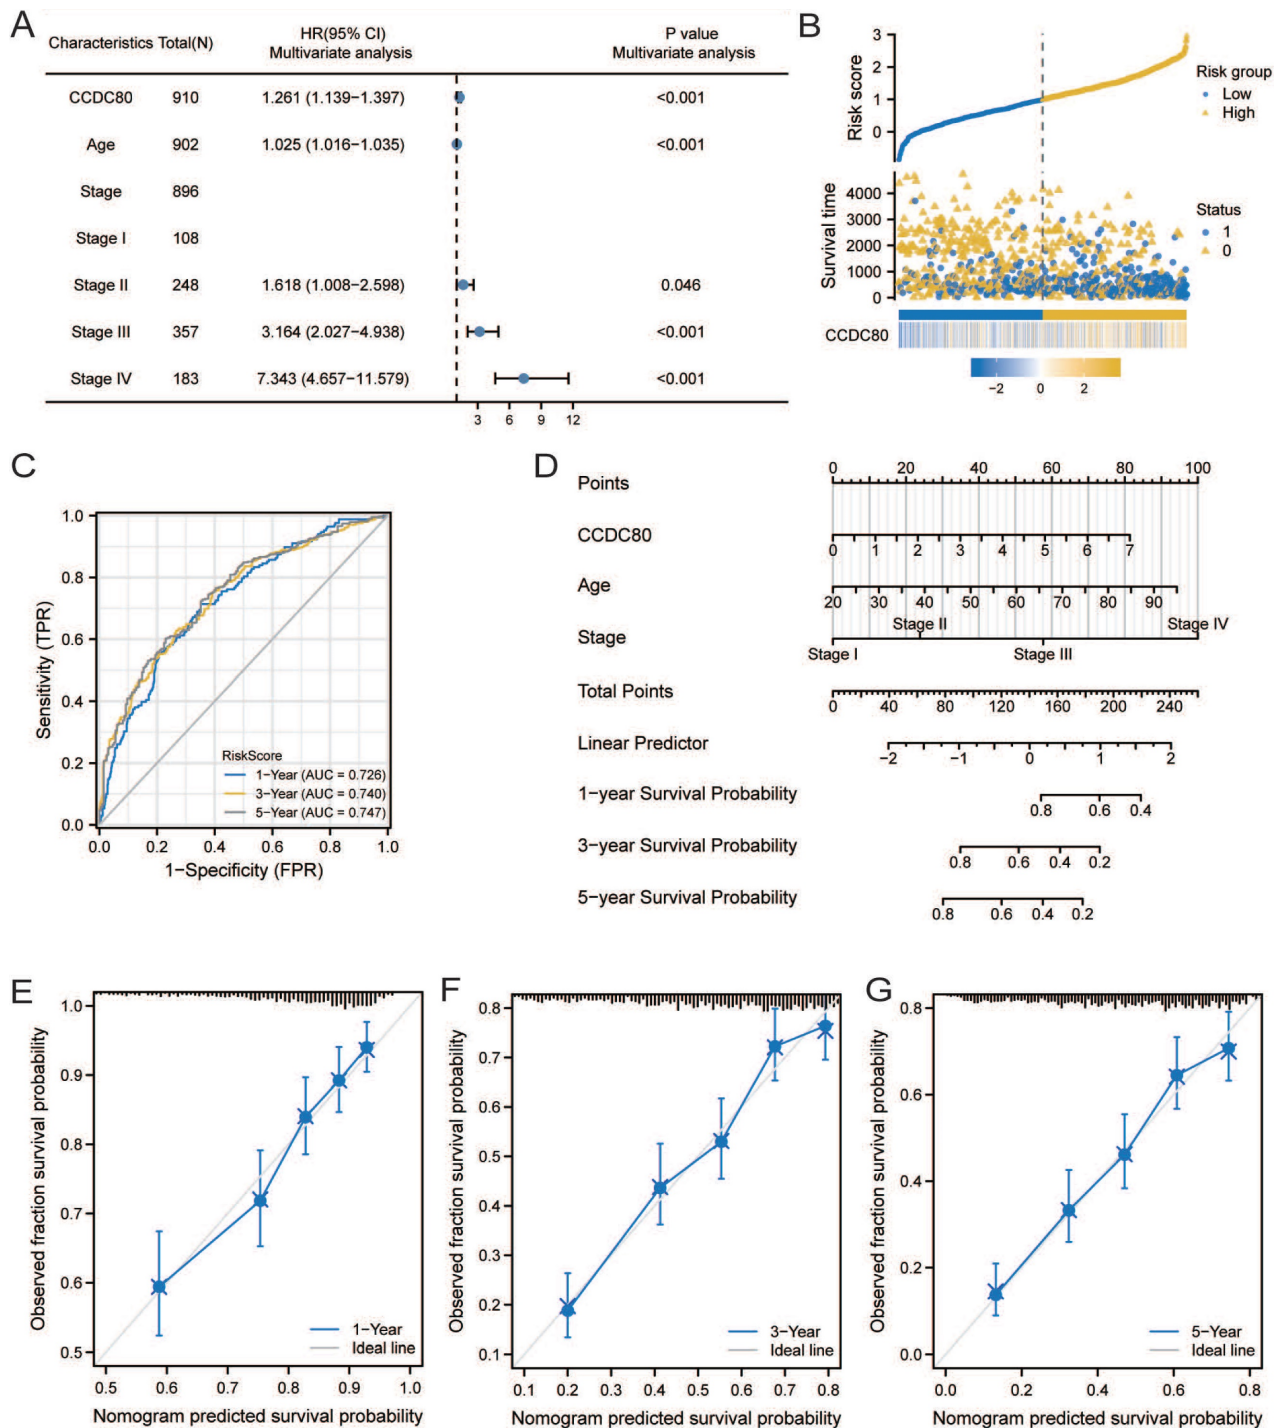 A
Characteristics Total(N) HR(95% CI) P value
Multivariate analysis Multivariate analysis
CCDC80 910 1.261 (1.139−1.397) <0.001
Age 902 1.025 (1.016−1.035) <0.001
Stage 896
Stage I 108
Stage II 248 1.618 (1.008−2.598) 0.046
Stage III 357 3.164 (2.027−4.938) <0.001
Stage IV 183 7.343 (4.657−11.579) <0.001
3 6 9 12
B
Risk score
3
2
1
0
Risk group
Low
High
Survival time
4000
3000
2000
1000
0
Status
1
0
CCDC80
−2 0 2
C
Sensitivity (TPR)
1.0
0.8
0.6
0.4
0.2
0.0
RiskScore
1−Year (AUC = 0.726)
3−Year (AUC = 0.740)
5−Year (AUC = 0.747)
0.0 0.2 0.4 0.6 0.8 1.0
1−Specificity (FPR)
D
Points
0 20 40 60 80 100
CCDC80
0 1 2 3 4 5 6 7
Age
20 30 40 50 60 70 80 90
Stage
Stage II Stage IV
Stage I Stage III
Total Points
0 40 80 120 160 200 240
Linear Predictor
−2 −1 0 1 2
1−year Survival Probability
0.8 0.6 0.4
3−year Survival Probability
0.8 0.6 0.4 0.2
5−year Survival Probability
0.8 0.6 0.4 0.2
E
Observed fraction survival probability
1.0
0.9
0.8
0.7
0.6
0.5
1−Year
Ideal line
0.5 0.6 0.7 0.8 0.9 1.0
Nomogram predicted survival probability
F
Observed fraction survival probability
0.8
0.7
0.6
0.5
0.4
0.3
0.2
0.1
3−Year
Ideal line
0.1 0.2 0.3 0.4 0.5 0.6 0.7 0.8
Nomogram predicted survival probability
G
Observed fraction survival probability
0.8
0.6
0.4
0.2
0.0
5−Year
Ideal line
0.0 0.2 0.4 0.6 0.8
Nomogram predicted survival probability